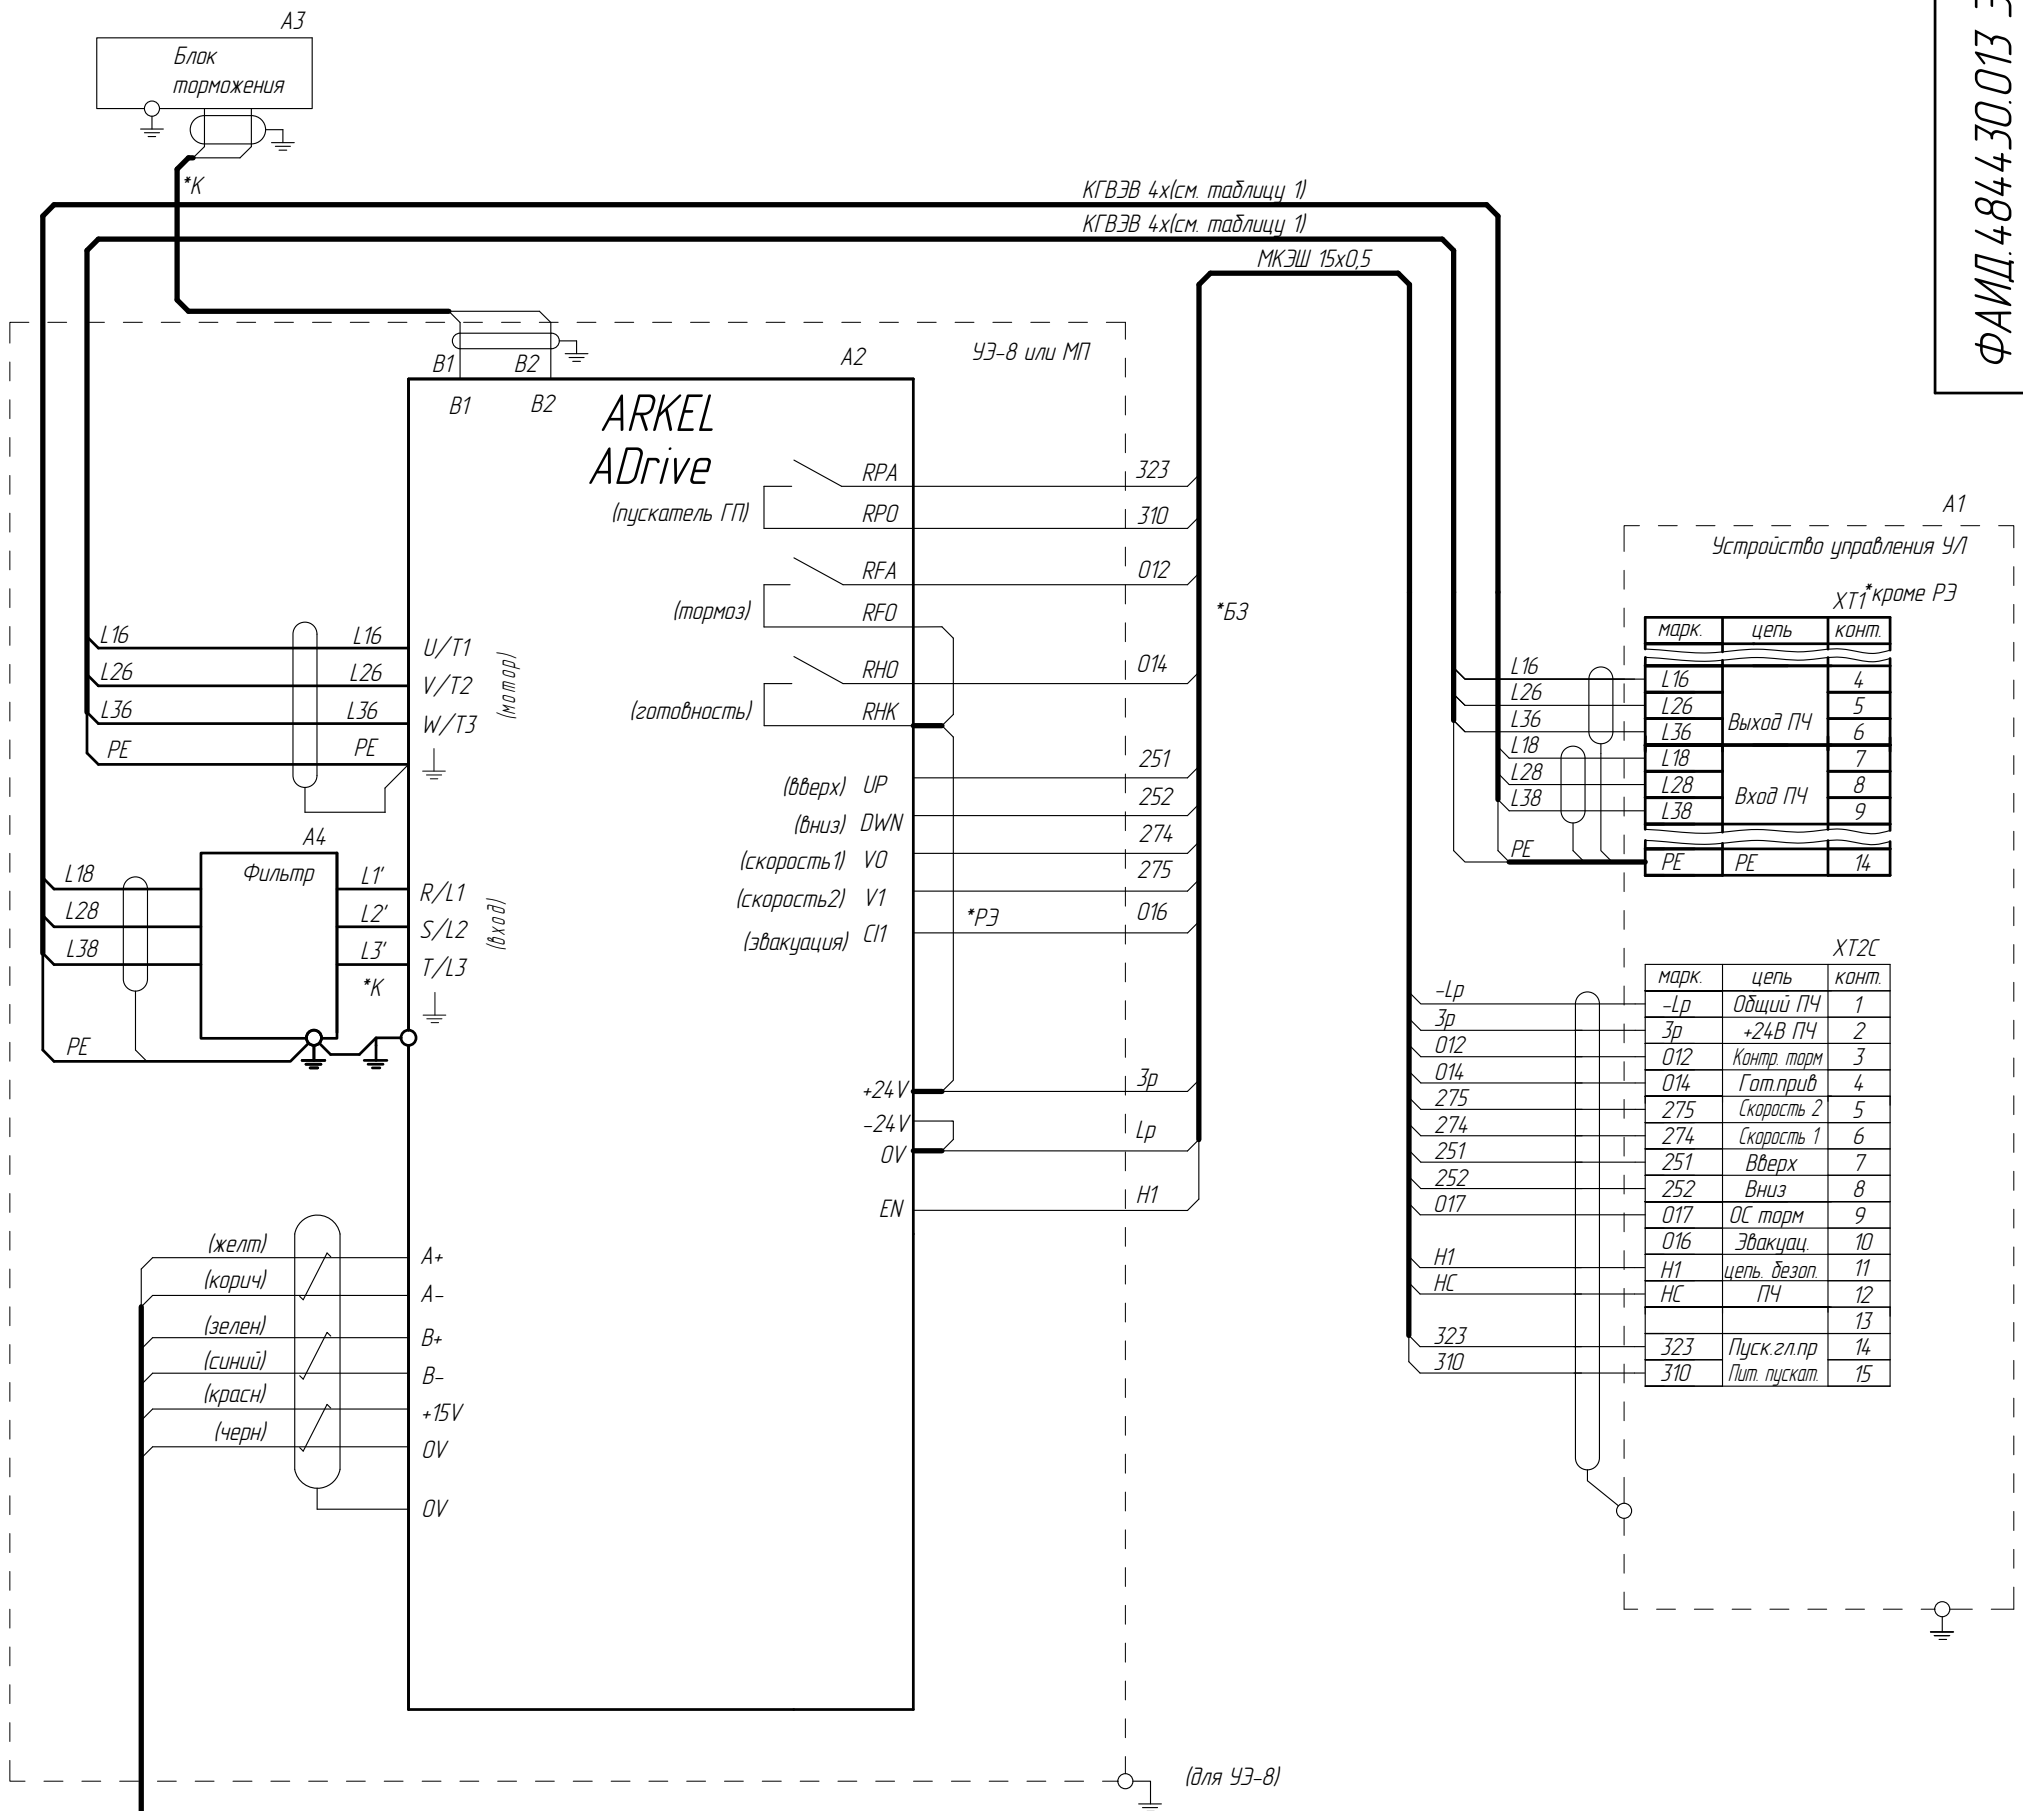 A3
Блок
торможения
*К
КГВЭВ 4х(см. таблицу 1)
КГВЭВ 4х(см. таблицу 1)
МКЭШ 15х0,5
ФАИД.484430.013
УЭ-8 или МП
A2
B1
B2
B1
B2
ARKEL
ADrive
RPA
323
(пускатель ГП)
RPO
310
RFA
012
(тормоз)
RFO
*БЗ
RHO
014
(готовность)
RHK
L16
L16
U/T1
L26
L26
V/T2
L36
L36
W/T3
PE
PE
(мотор)
(вверх) UP
251
(вниз) DWN
252
(скорость1) V0
274
(скорость2) V1
275
*РЭ
(эвакуация) CI1
016
A4
Фильтр
L18
L1'
R/L1
L28
L2'
S/L2
L38
L3'
T/L3
(вход)
*К
PE
+24V
3р
-24V
0V
Lp
EN
H1
(желт)
A+
(корич)
A-
(зелен)
B+
(синий)
B-
(красн)
+15V
(черн)
0V
0V
(для УЭ-8)
A1
Устройство управления УЛ
XT1
*кроме РЭ
марк. цепь конт.
L16 L16 4
L26 L26 5
L36 L36 6
Выход ПЧ
L18 L18 7
L28 L28 8
L38 L38 9
Вход ПЧ
PE PE PE 14
XT2C
марк. цепь конт.
-Lp -Lp Общий ПЧ 1
3р 3р +24В ПЧ 2
012 012 Контр. торм 3
014 014 Гот.прив 4
275 275 Скорость 2 5
274 274 Скорость 1 6
251 251 Вверх 7
252 252 Вниз 8
017 017 ОС торм 9
016 Эвакуац. 10
H1 H1 цепь. безоп. 11
НС НС ПЧ 12
13
323 323 Пуск.гл.пр 14
310 310 Пит. пускат. 15